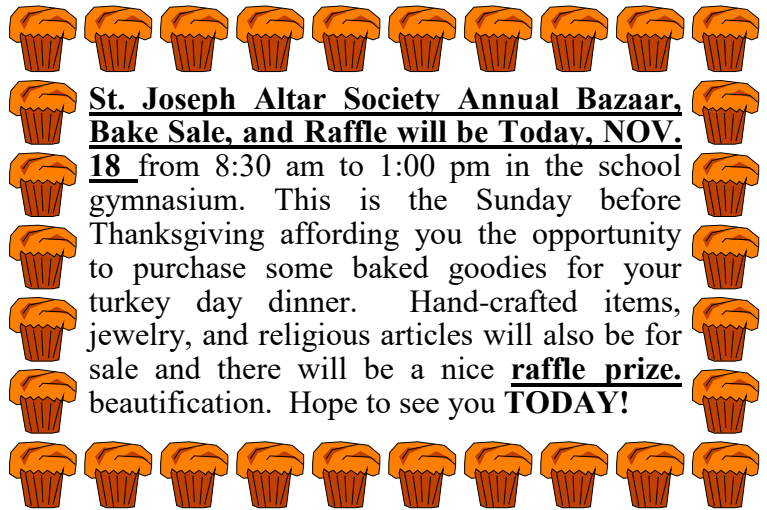 St. Joseph Altar Society Annual Bazaar,
Bake Sale, and Raffle will be Today, NOV.
18 from 8:30 am to 1:00 pm in the school
gymnasium. This is the Sunday before
Thanksgiving affording you the opportunity
to purchase some baked goodies for your
turkey day dinner. Hand-crafted items,
jewelry, and religious articles will also be for
sale and there will be a nice raffle prize.
beautification. Hope to see you TODAY!